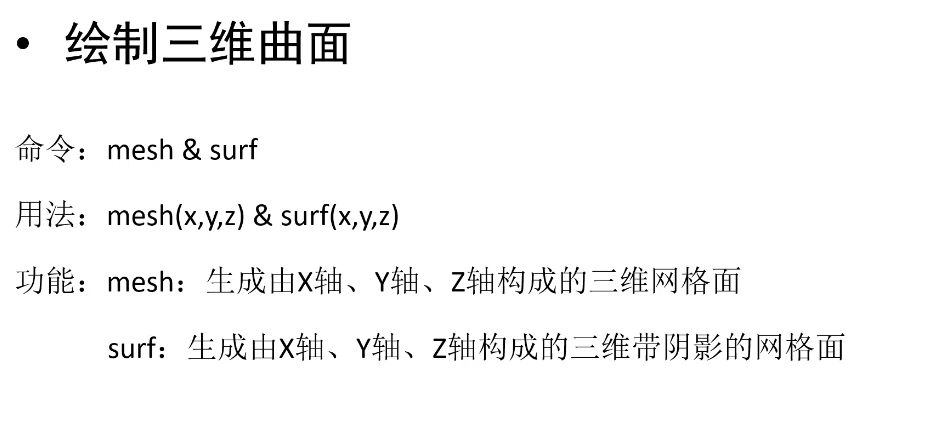 • 绘制三维曲面
命令：mesh & surf
用法：mesh(x,y,z) & surf(x,y,z)
功能：mesh：生成由X轴、Y轴、Z轴构成的三维网格面
surf：生成由X轴、Y轴、Z轴构成的三维带阴影的网格面